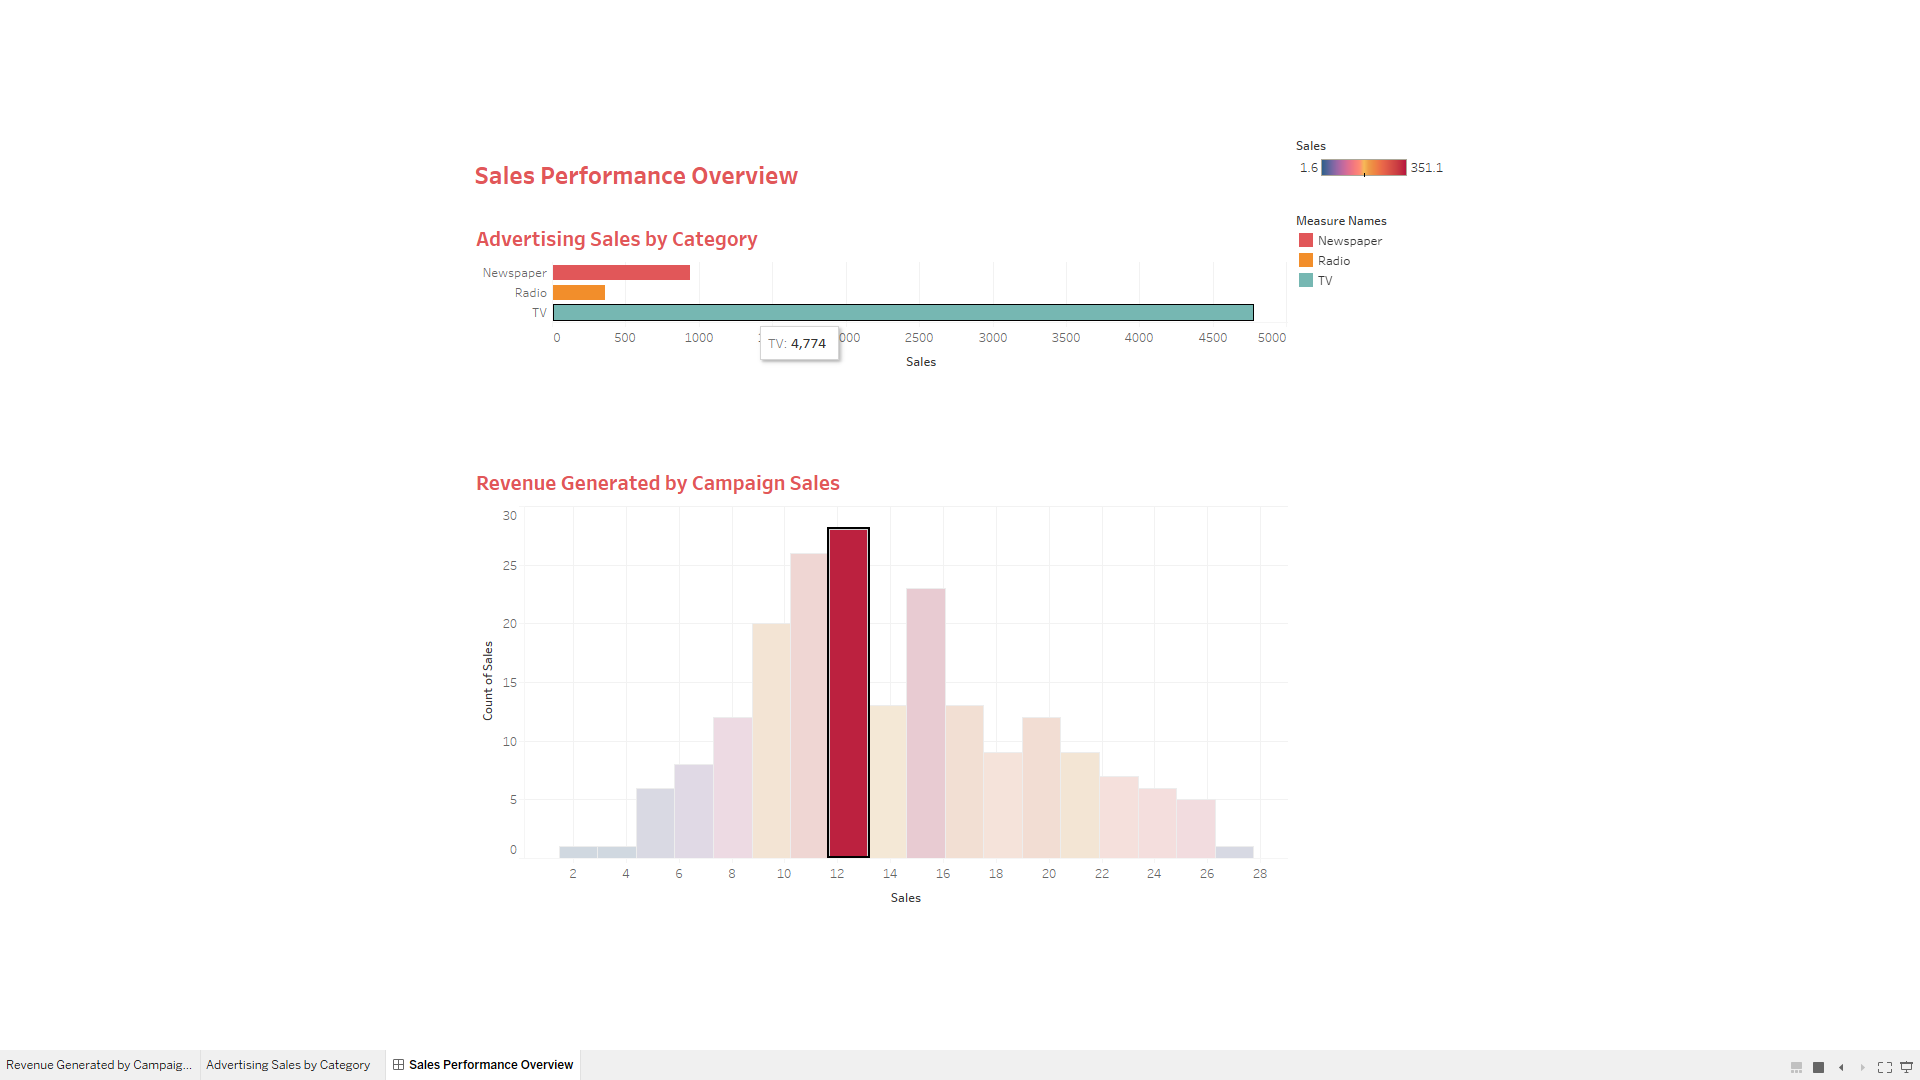 Sales Performance Overview
Sales
1.6 351.1
Measure Names
Newspaper
Radio
TV
Advertising Sales by Category
Newspaper
Radio
TV
0 500 1000 2500 3000 3500 4000 4500 5000
TV: 4,774
Sales
Revenue Generated by Campaign Sales
30
25
20
15
10
5
0
Count of Sales
2 4 6 8 10 12 14 16 18 20 22 24 26 28
Sales
Revenue Generated by Campaig... Advertising Sales by Category Sales Performance Overview